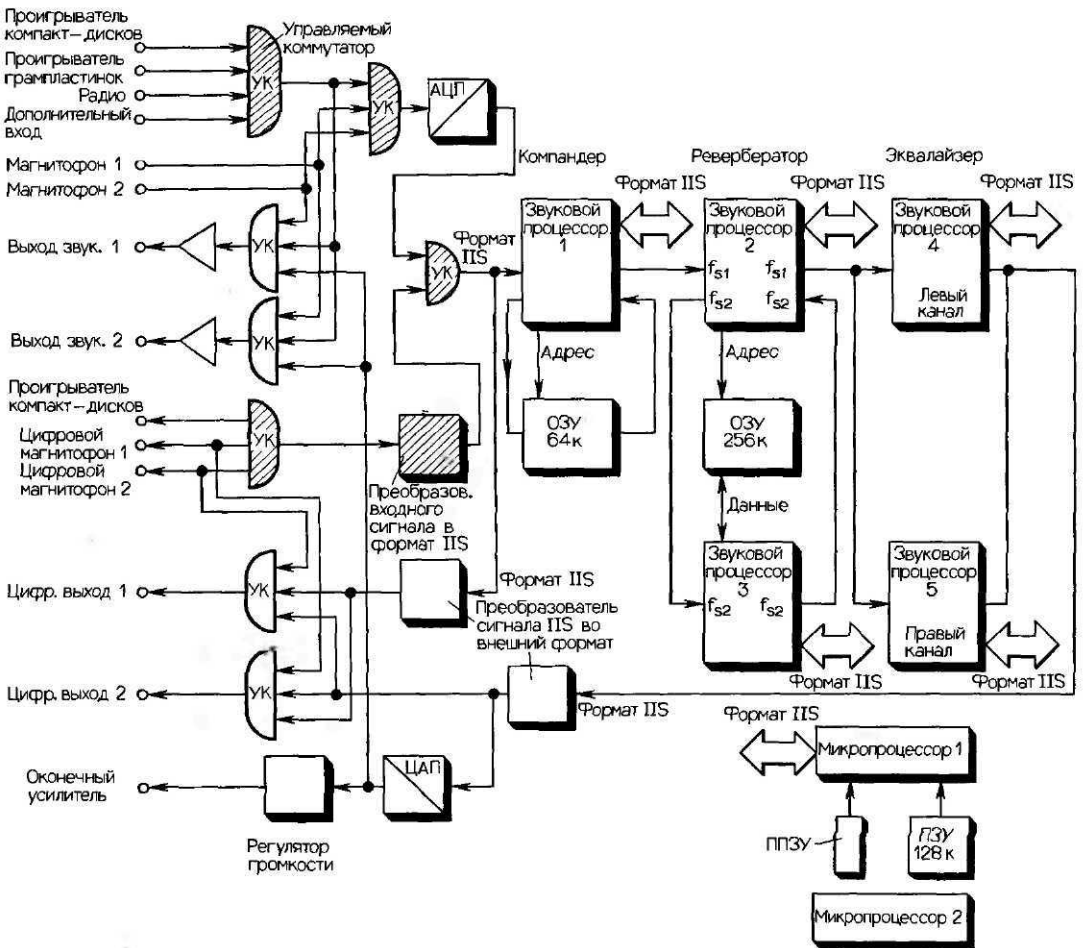 Проигрыватель
компакт-дисков
Проигрыватель
грампластинок
Радио
Дополнительный
вход
Магнитофон 1
Магнитофон 2
Выход звук. 1
Выход звук. 2
Проигрыватель
компакт-дисков
Цифровой
магнитофон 1
Цифровой
магнитофон 2
Цифр. выход 1
Цифр. выход 2
Оконечный
усилитель
Управляемый
коммутатор
УК
УК
УК
УК
УК
УК
УК
УК
АЦП
Преобразов.
входного
сигнала в
формат IIS
Формат IIS
Преобразователь
сигнала IIS во
внешний формат
Формат IIS
ЦАП
Регулятор
громкости
Компандер
Формат
IIS
Звуковой
процессор
1
Формат IIS
Адрес
ОЗУ
64к
Ревербератор
Звуковой
процессор
2
fs1 fs1
fs2 fs2
Формат IIS
Адрес
ОЗУ
256к
Данные
Звуковой
процессор
3
fs2 fs2
Формат IIS
Эквалайзер
Звуковой
процессор
4
Левый
канал
Формат IIS
Звуковой
процессор
5
Правый
канал
Формат IIS
Формат IIS
Микропроцессор 1
ППЗУ
ПЗУ
128к
Микропроцессор 2